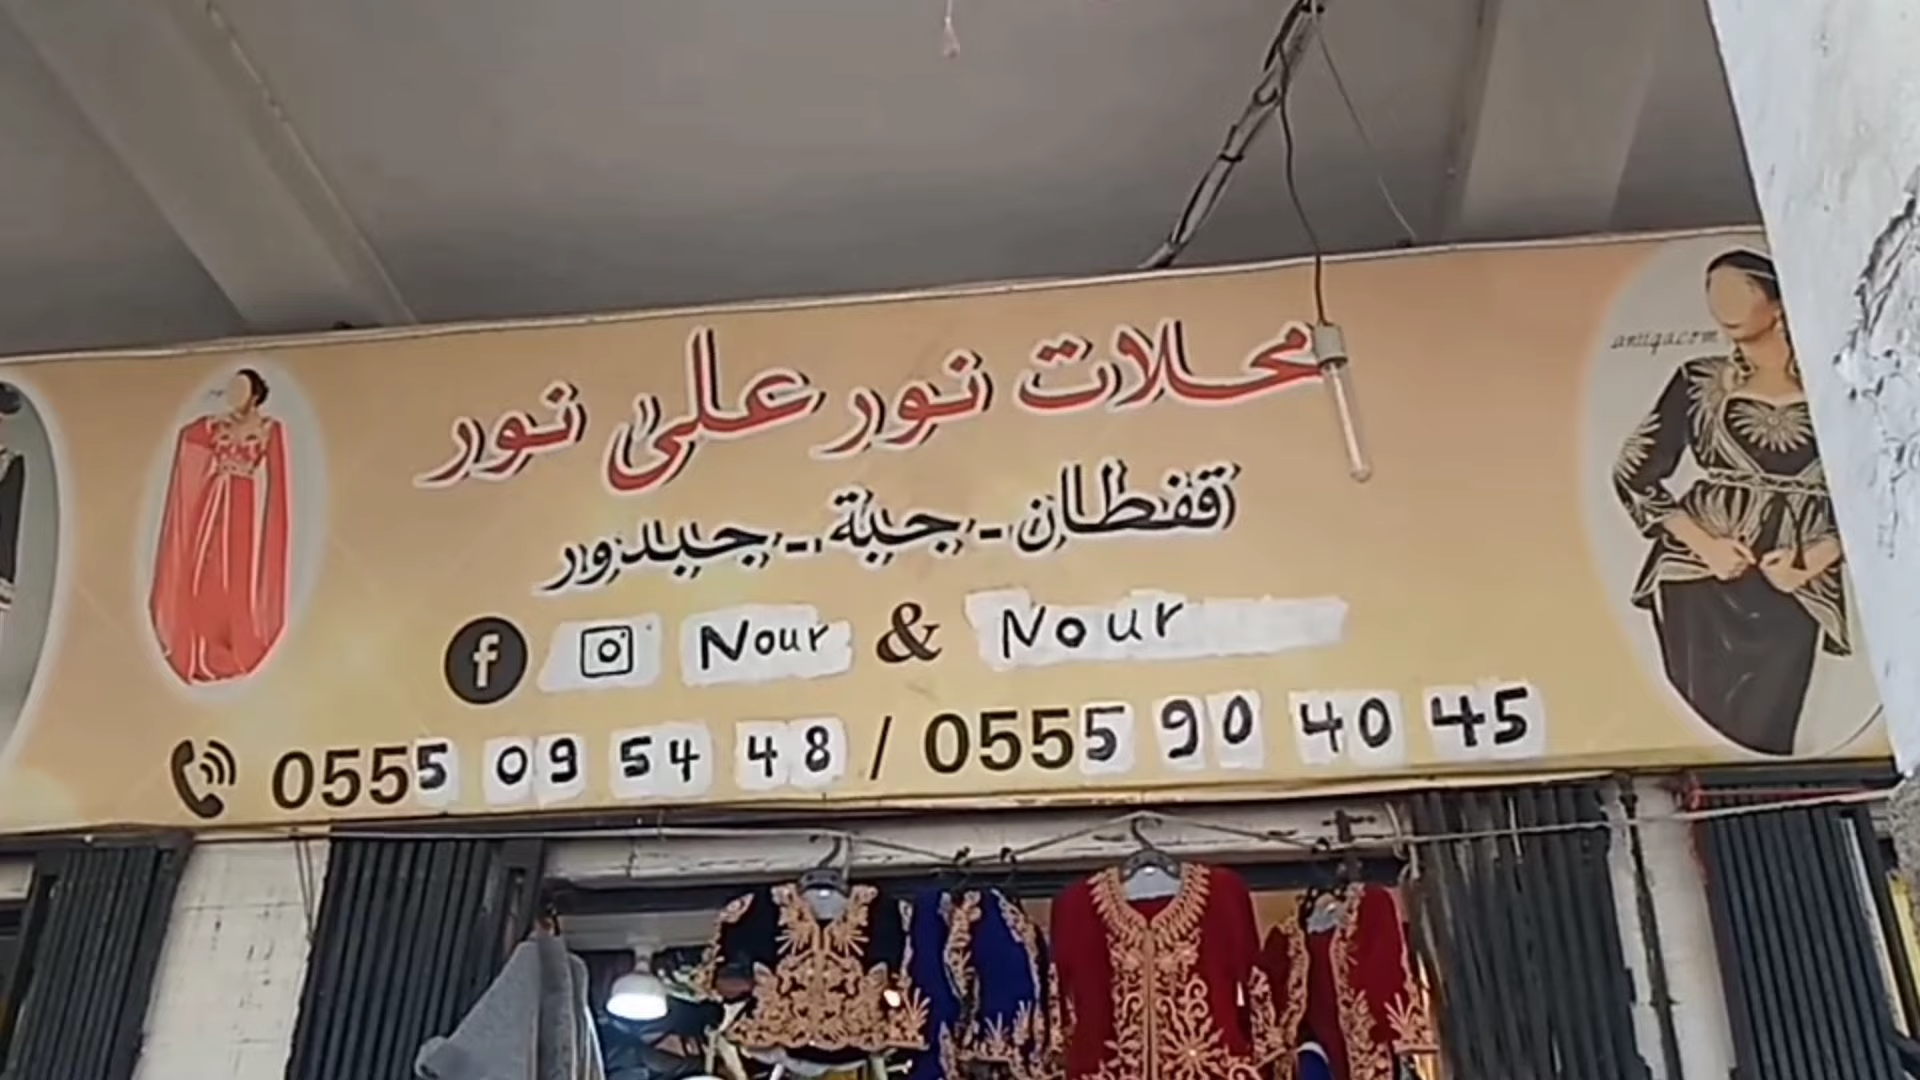 محلات نور على نور
قفطان - جبة - جبدور
Nour & Nour
0555 09 54 48 / 0555 90 40 45